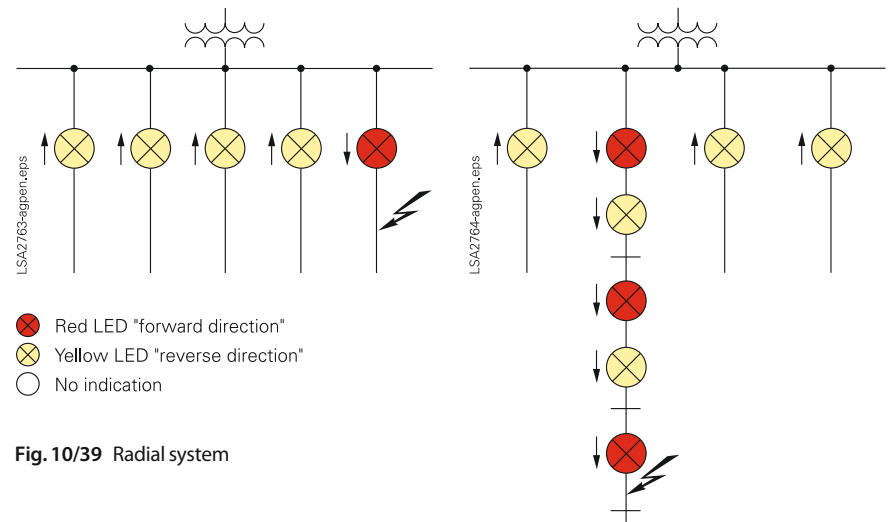 LSA2763-agpen.eps
LSA2764-agpen.eps
Red LED "forward direction"
Yellow LED "reverse direction"
No indication
Fig. 10/39 Radial system